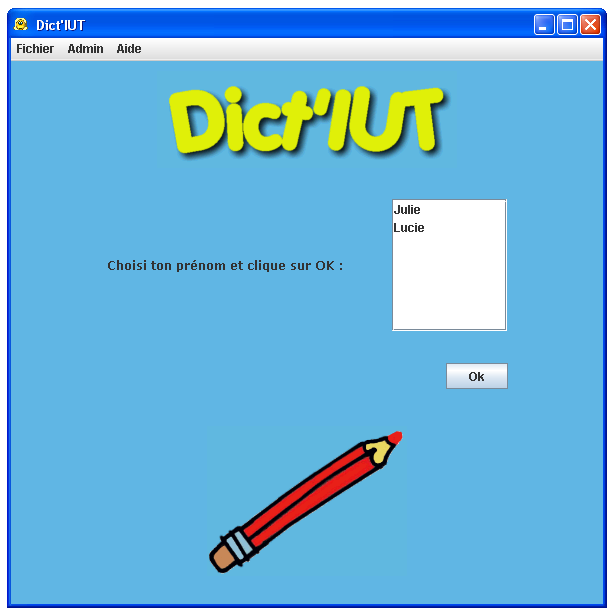 Dict'IUT
Fichier Admin Aide
Dict'IUT
Julie
Lucie
Choisi ton prénom et clique sur OK :
Ok